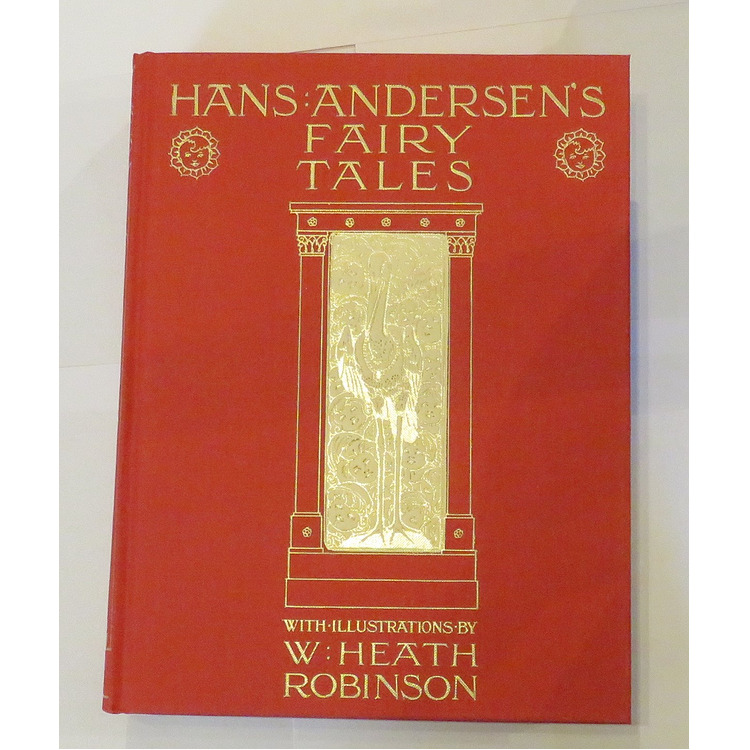 HANS:ANDERSEN'S
FAIRY
TALES
WITH·ILLUSTRATIONS·BY
W:HEATH
ROBINSON